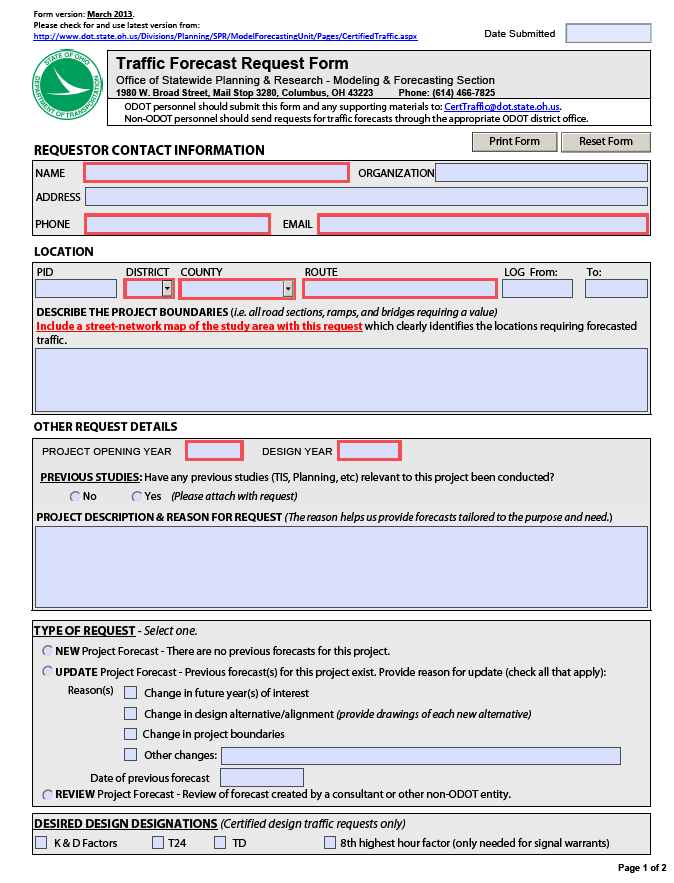 Form version: March 2013.
Please check for and use latest version from:
http://www.dot.state.oh.us/Divisions/Planning/SPR/ModelForecastingUnit/Pages/CertifiedTraffic.aspx
Date Submitted
STATE OF OHIO
DEPARTMENT OF TRANSPORTATION
Traffic Forecast Request Form
Office of Statewide Planning & Research - Modeling & Forecasting Section
1980 W. Broad Street, Mail Stop 3280, Columbus, OH 43223 Phone: (614) 466-7825
ODOT personnel should submit this form and any supporting materials to: CertTraffic@dot.state.oh.us.
Non-ODOT personnel should send requests for traffic forecasts through the appropriate ODOT district office.
Print Form Reset Form
REQUESTOR CONTACT INFORMATION
NAME ORGANIZATION
ADDRESS
PHONE EMAIL
LOCATION
PID DISTRICT COUNTY ROUTE LOG From: To:
DESCRIBE THE PROJECT BOUNDARIES (i.e. all road sections, ramps, and bridges requiring a value)
Include a street-network map of the study area with this request which clearly identifies the locations requiring forecasted
traffic.
OTHER REQUEST DETAILS
PROJECT OPENING YEAR DESIGN YEAR
PREVIOUS STUDIES: Have any previous studies (TIS, Planning, etc) relevant to this project been conducted?
No Yes (Please attach with request)
PROJECT DESCRIPTION & REASON FOR REQUEST (The reason helps us provide forecasts tailored to the purpose and need.)
TYPE OF REQUEST - Select one.
NEW Project Forecast - There are no previous forecasts for this project.
UPDATE Project Forecast - Previous forecast(s) for this project exist. Provide reason for update (check all that apply):
Reason(s) Change in future year(s) of interest
Change in design alternative/alignment (provide drawings of each new alternative)
Change in project boundaries
Other changes:
Date of previous forecast
REVIEW Project Forecast - Review of forecast created by a consultant or other non-ODOT entity.
DESIRED DESIGN DESIGNATIONS (Certified design traffic requests only)
K & D Factors T24 TD 8th highest hour factor (only needed for signal warrants)
Page 1 of 2